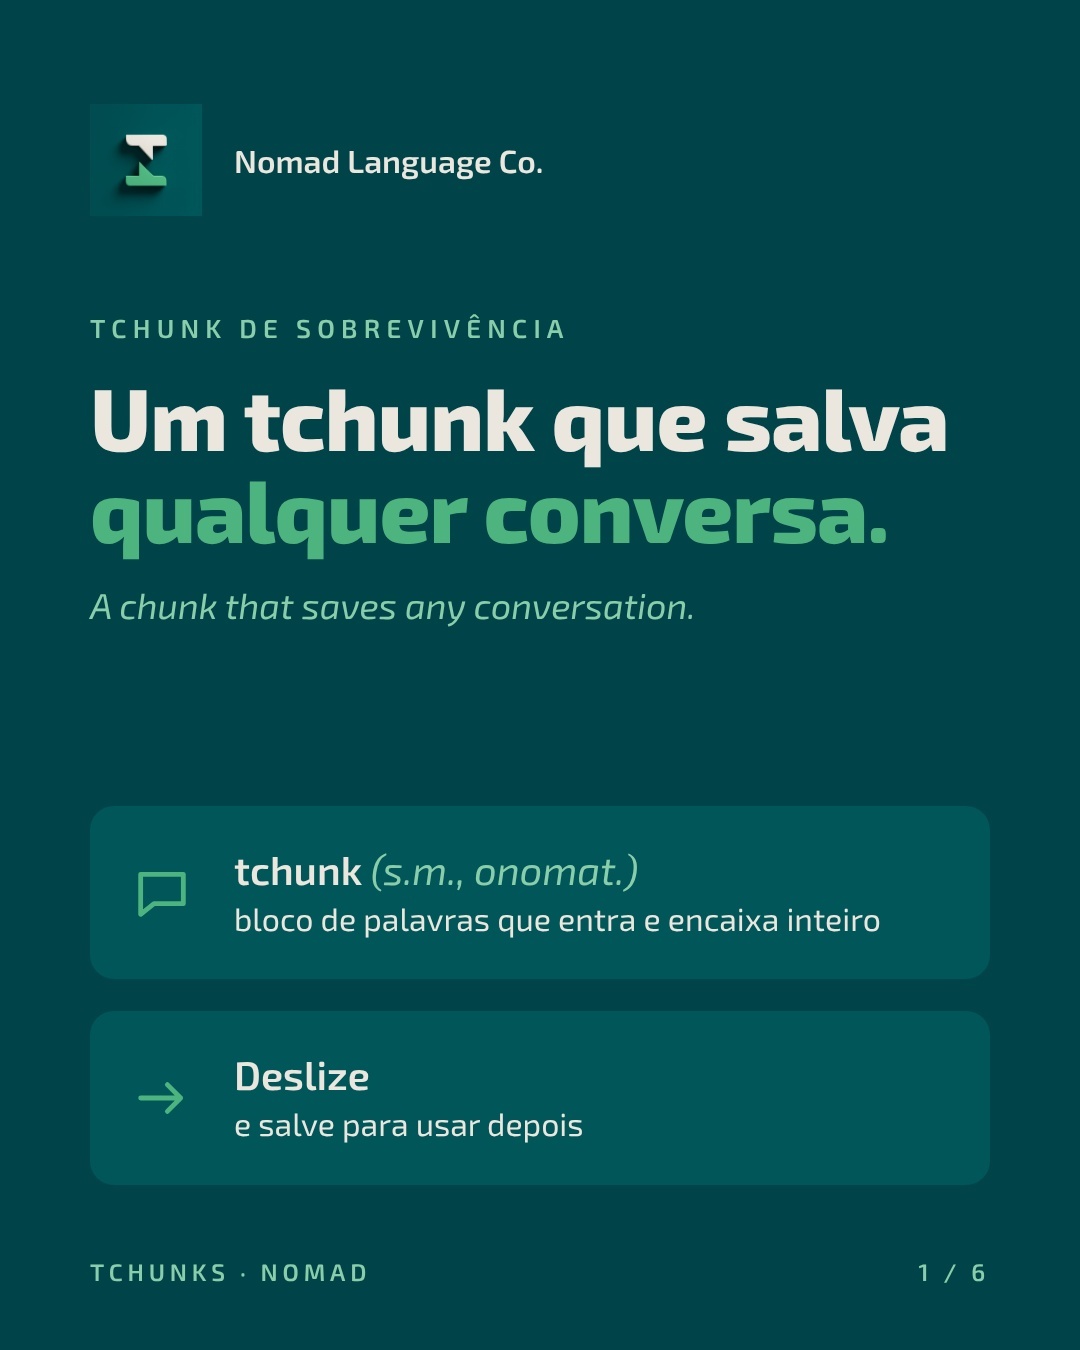 Nomad Language Co.
TCHUNK DE SOBREVIVÊNCIA
Um tchunk que salva
qualquer conversa.
A chunk that saves any conversation.
tchunk (s.m., onomat.)
bloco de palavras que entra e encaixa inteiro
Deslize
e salve para usar depois
TCHUNKS · NOMAD
1 / 6